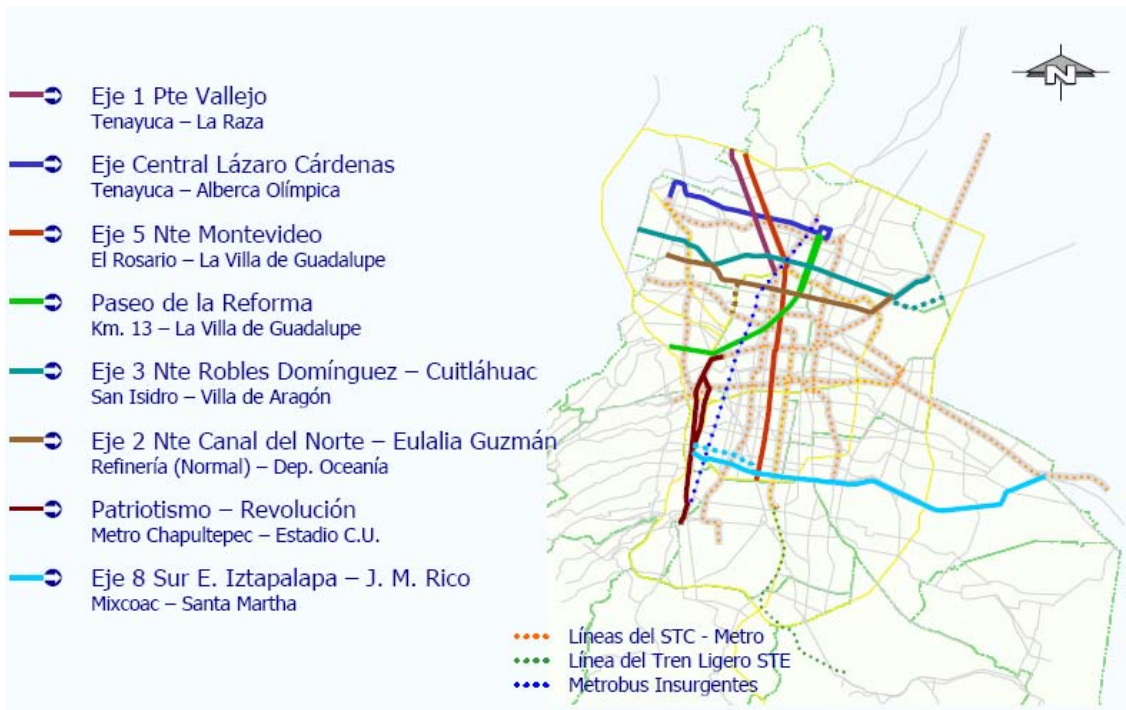 Eje 1 Pte Vallejo
Tenayuca – La Raza
Eje Central Lázaro Cárdenas
Tenayuca – Alberca Olímpica
Eje 5 Nte Montevideo
El Rosario – La Villa de Guadalupe
Paseo de la Reforma
Km. 13 – La Villa de Guadalupe
Eje 3 Nte Robles Domínguez – Cuitláhuac
San Isidro – Villa de Aragón
Eje 2 Nte Canal del Norte – Eulalia Guzmán
Refinería (Normal) – Dep. Oceanía
Patriotismo – Revolución
Metro Chapultepec – Estadio C.U.
Eje 8 Sur E. Iztapalapa – J. M. Rico
Mixcoac – Santa Martha
N
Líneas del STC - Metro
Línea del Tren Ligero STE
Metrobus Insurgentes